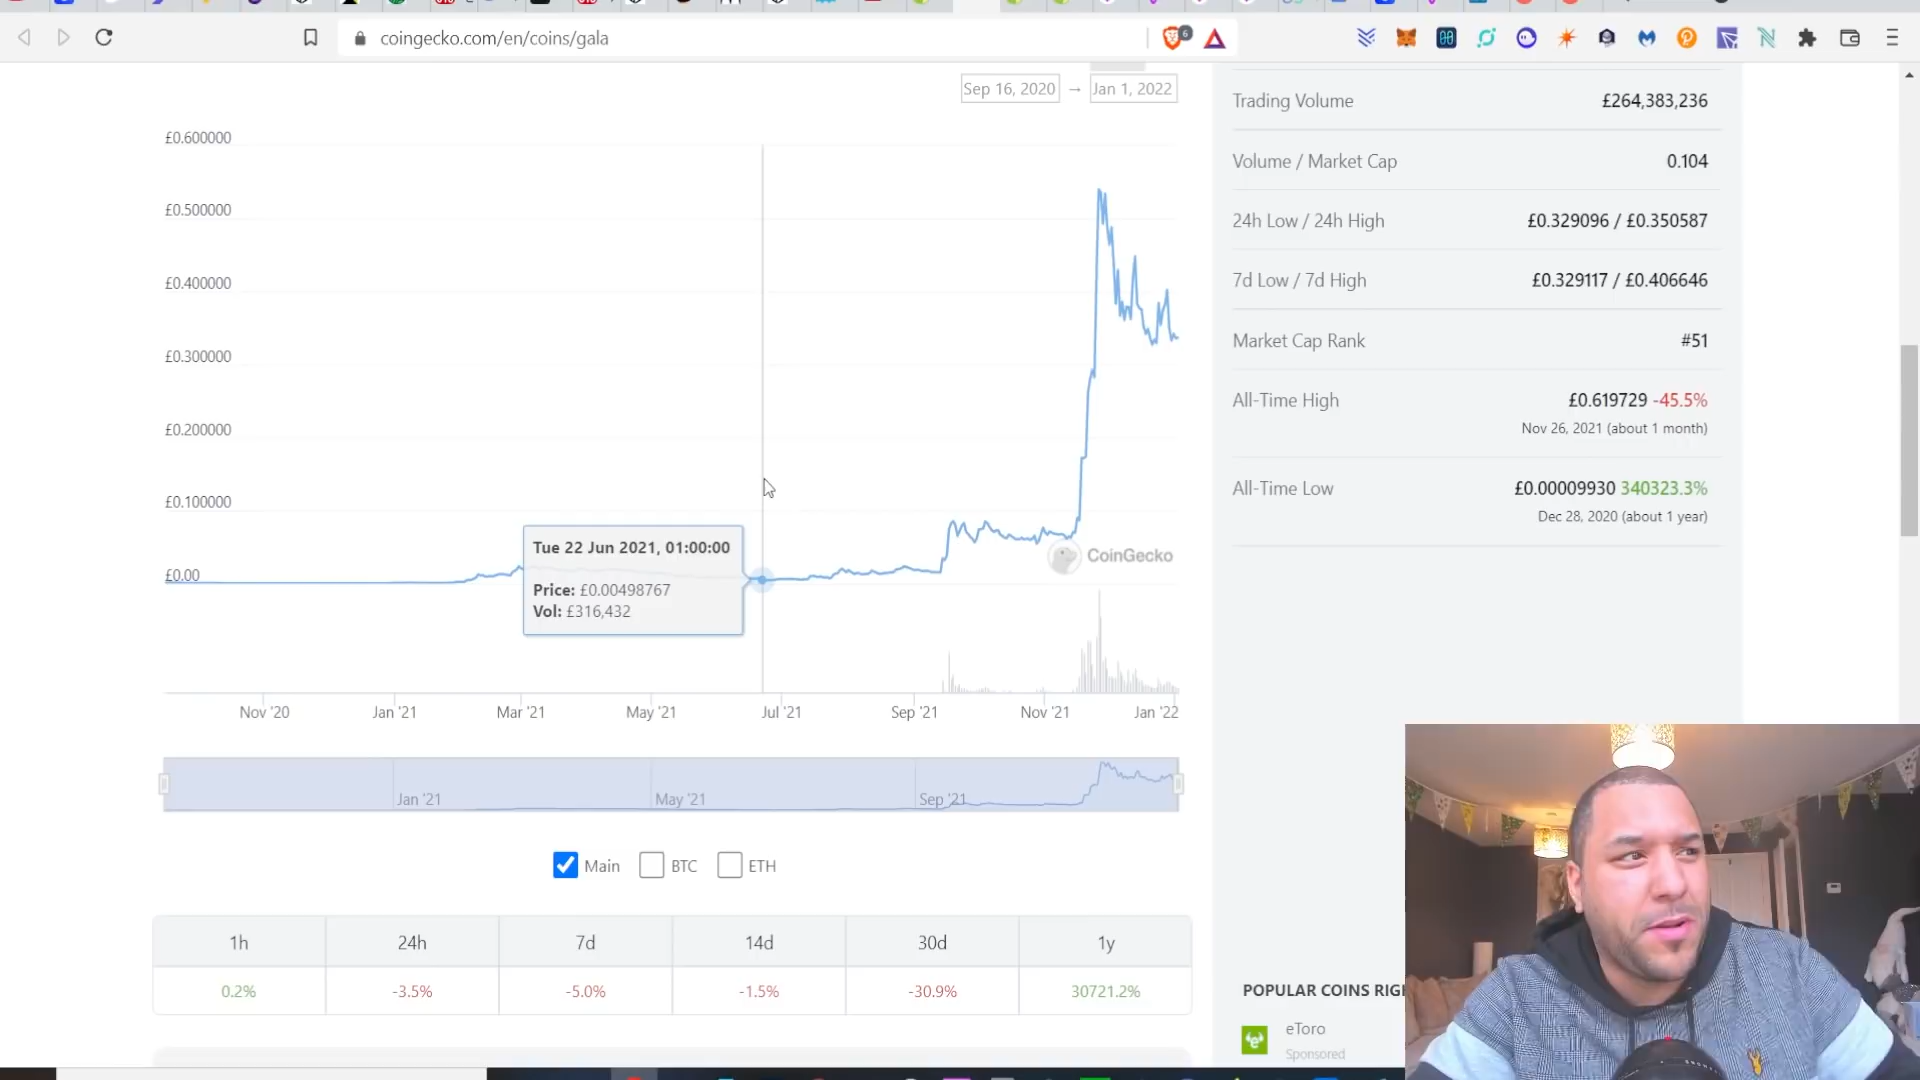 coingecko.com/en/coins/gala
6
Sep 16, 2020 → Jan 1, 2022
£0.600000
£0.500000
£0.400000
£0.300000
£0.200000
£0.100000
£0.00
Tue 22 Jun 2021, 01:00:00
Price: £0.00498767
Vol: £316,432
CoinGecko
Nov '20
Jan '21
Mar '21
May '21
Jul '21
Sep '21
Nov '21
Jan '22
Jan '21
May '21
Sep '21
Main
BTC
ETH
1h 24h 7d 14d 30d 1y
0.2% -3.5% -5.0% -1.5% -30.9% 30721.2%
Trading Volume £264,383,236
Volume / Market Cap 0.104
24h Low / 24h High £0.329096 / £0.350587
7d Low / 7d High £0.329117 / £0.406646
Market Cap Rank #51
All-Time High £0.619729 -45.5%
Nov 26, 2021 (about 1 month)
All-Time Low £0.00009930 340323.3%
Dec 28, 2020 (about 1 year)
POPULAR COINS RIG
eToro
Sponsored